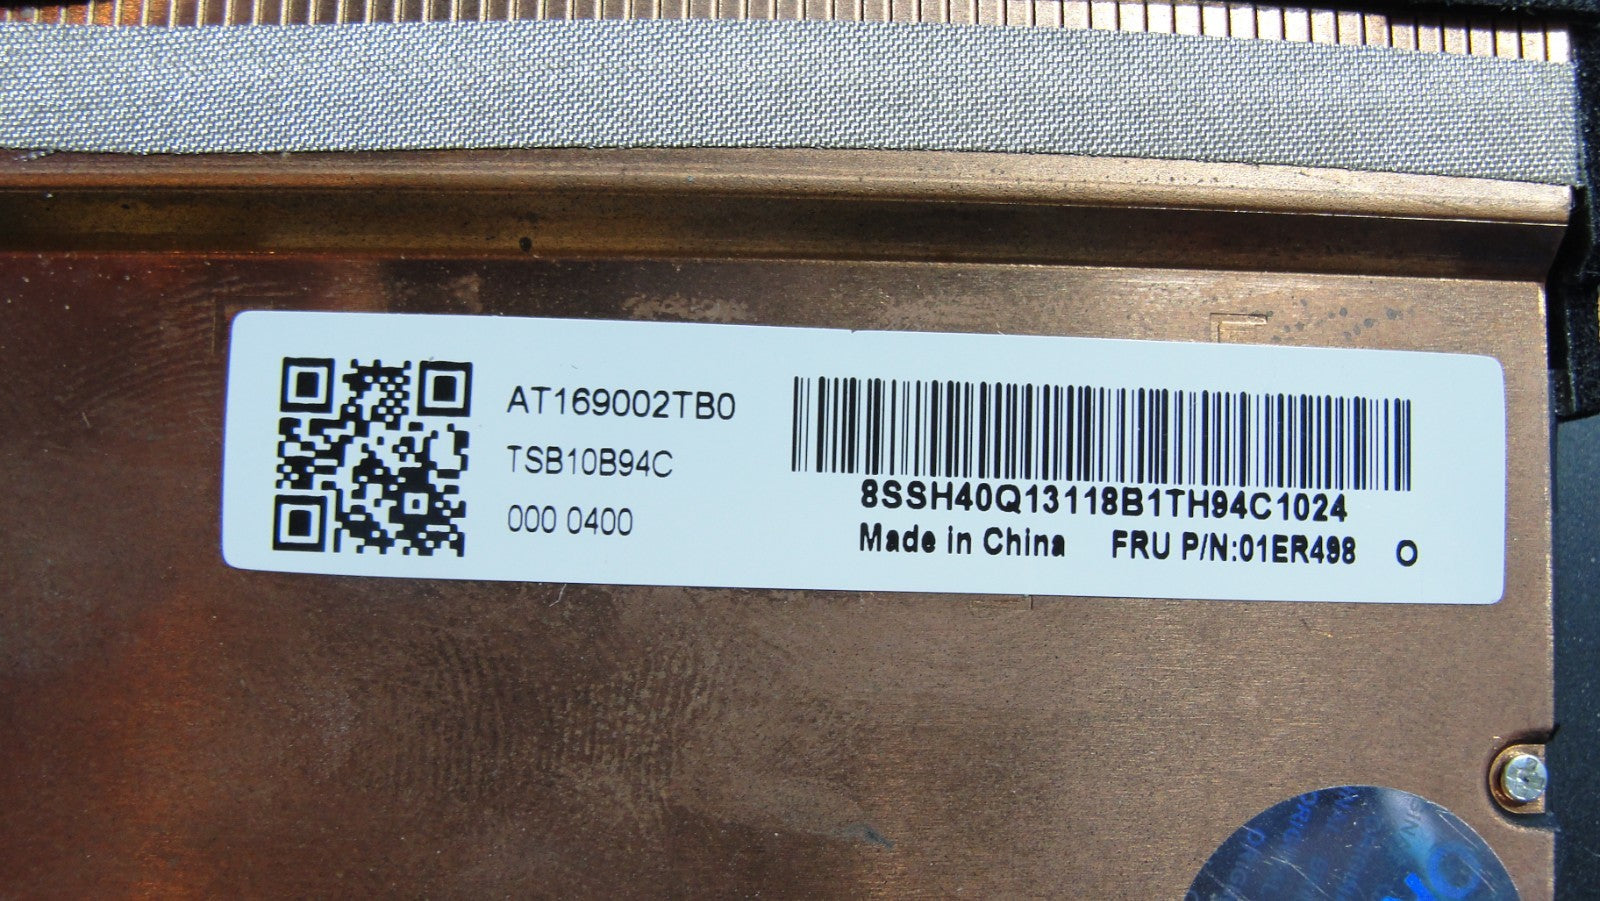 AT169002TB0
TSB10B94C
000 0400
8SSH40Q13118B1TH94C1024
Made in China FRU P/N:01ER498 O